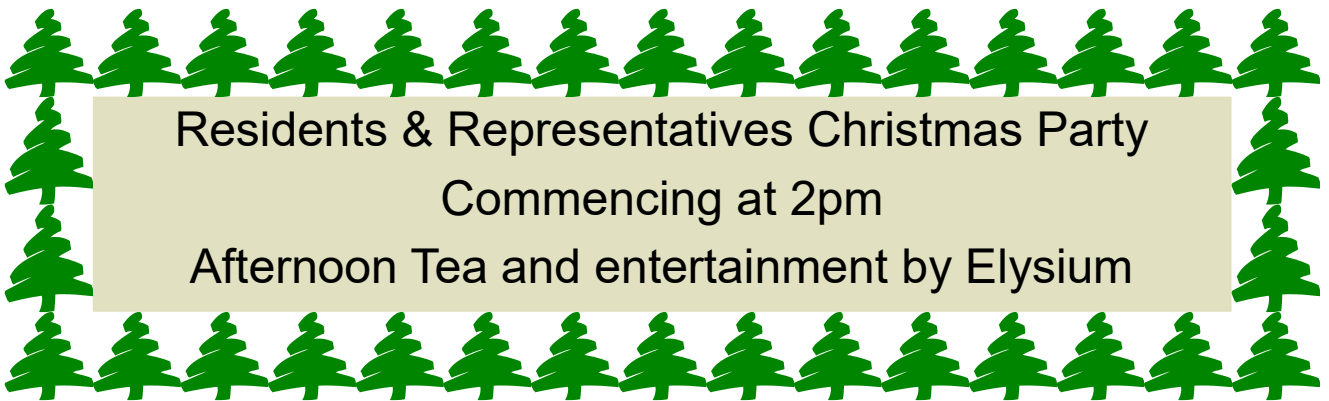 Residents & Representatives Christmas Party
Commencing at 2pm
Afternoon Tea and entertainment by Elysium